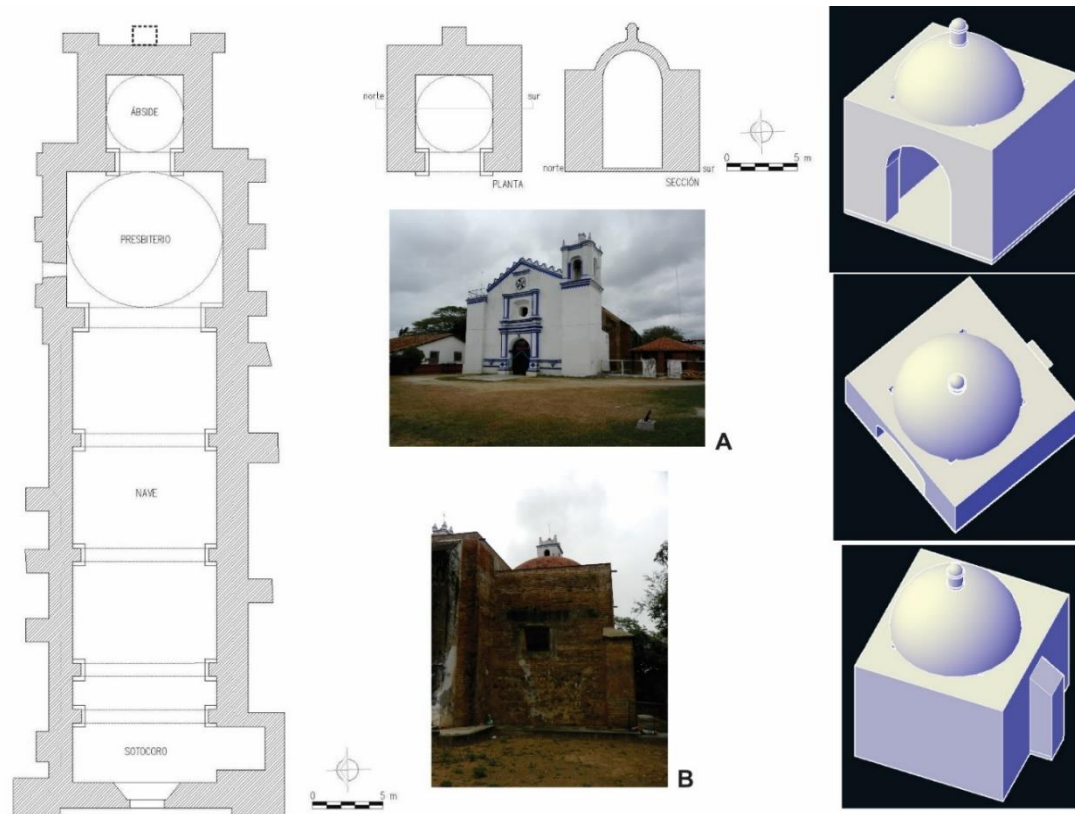 ÁBSIDE
PRESBITERIO
NAVE
SOTOCORO
0 5 m
norte sur
PLANTA
norte sur
SECCIÓN
0 5 m
A
B